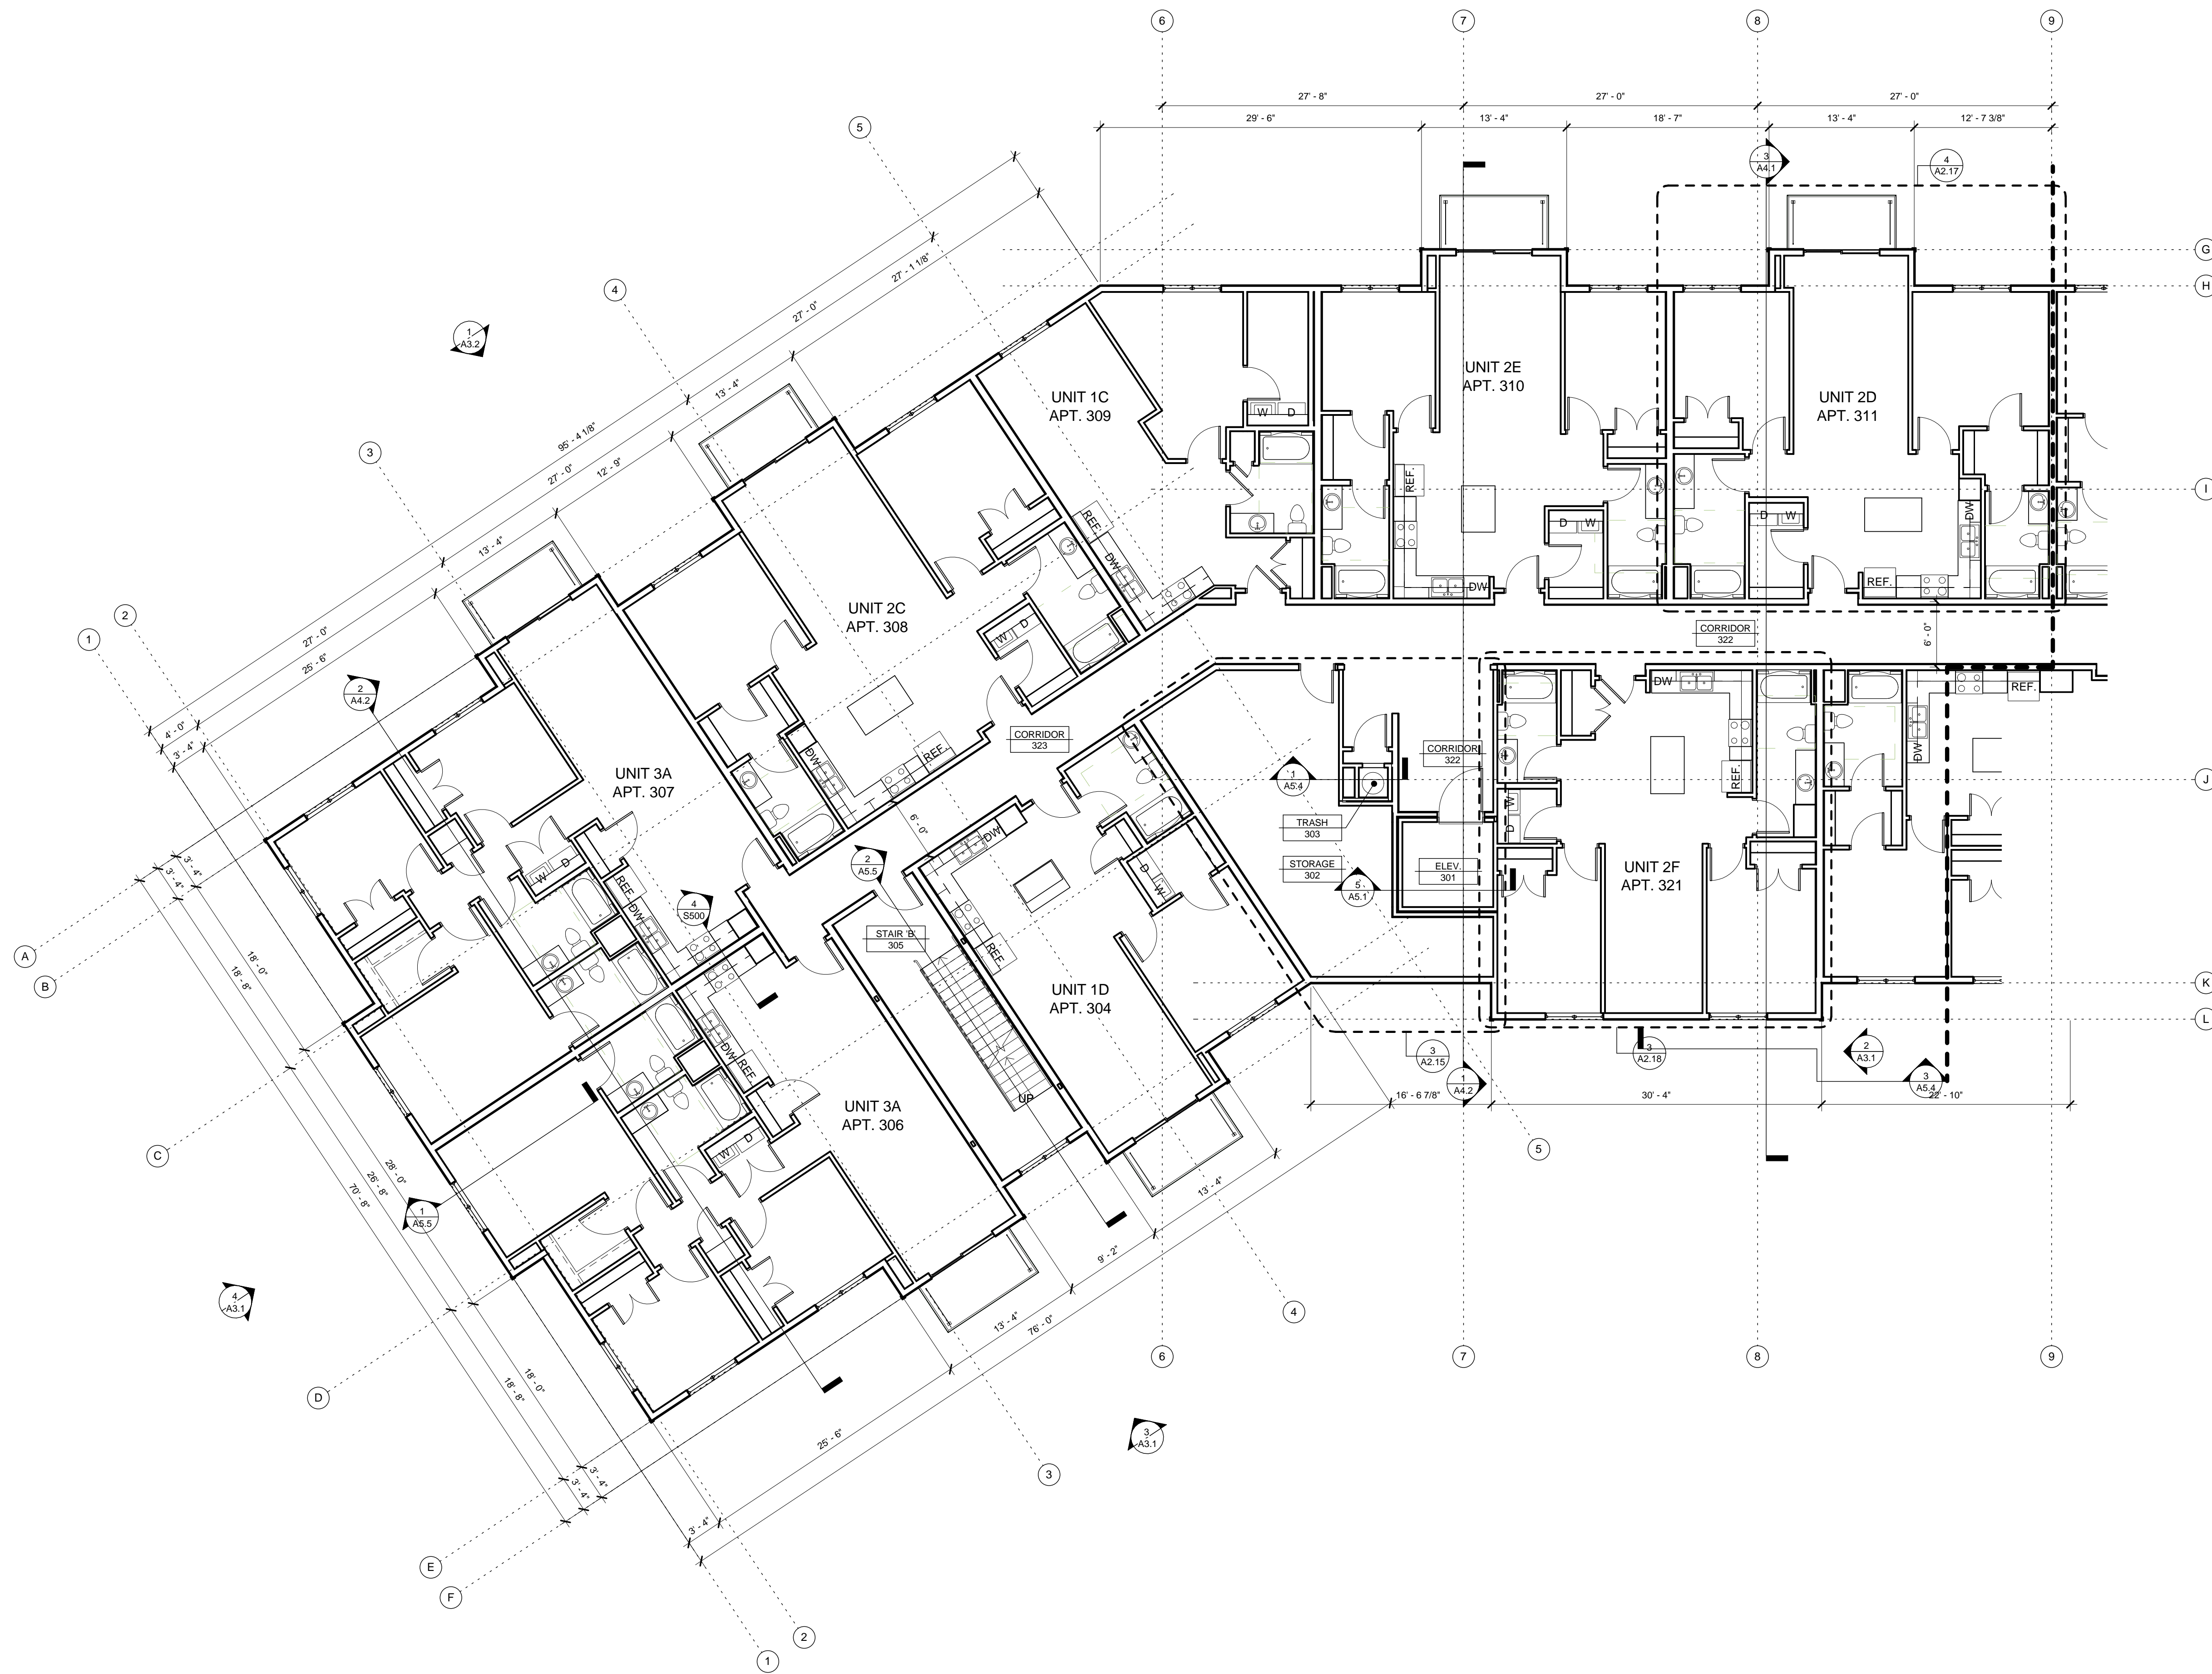 6
7
8
9
27' - 8"
27' - 0"
27' - 0"
29' - 6"
13' - 4"
18' - 7"
13' - 4"
12' - 7 3/8"
5
3
A4.1
4
A2.17
G
H
4
27' - 1 1/8"
27' - 0"
13' - 4"
1
A3.2
95' - 4 1/8"
27' - 0"
12' - 9"
3
13' - 4"
27' - 0"
25' - 6"
2
1
4' - 0"
3' - 4"
UNIT 2E
APT. 310
UNIT 1C
APT. 309
UNIT 2D
APT. 311
W
D
REF.
D
W
D
W
DW
I
REF.
DW
DW
REF.
UNIT 2C
APT. 308
W
D
CORRIDOR
322
6' - 0"
2
A4.2
UNIT 3A
APT. 307
CORRIDOR
323
DW
REF.
DW
REF.
DW
CORRIDOR
322
REF.
J
1
A5.4
TRASH
303
W
D
6' - 0"
DW
2
A5.5
STORAGE
302
ELEV.
301
UNIT 2F
APT. 321
5
A5.1
D
W
W
D
REF.
DW
4
S500
STAIR 'B'
305
REF.
3' - 4"
3' - 4"
A
B
18' - 0"
18' - 8"
UNIT 1D
APT. 304
K
L
UP
DW
REF.
UNIT 3A
APT. 306
W
D
3
A2.15
3
A2.18
2
A3.1
3
A5.4
1
A4.2
16' - 6 7/8"
30' - 4"
22' - 10"
5
C
28' - 0"
26' - 8"
70' - 8"
1
A5.5
13' - 4"
9' - 2"
4
A3.1
4
13' - 4"
76' - 0"
6
7
8
9
D
18' - 0"
18' - 8"
25' - 6"
3
A3.1
3
3' - 4"
3' - 4"
3' - 4"
E
F
2
1